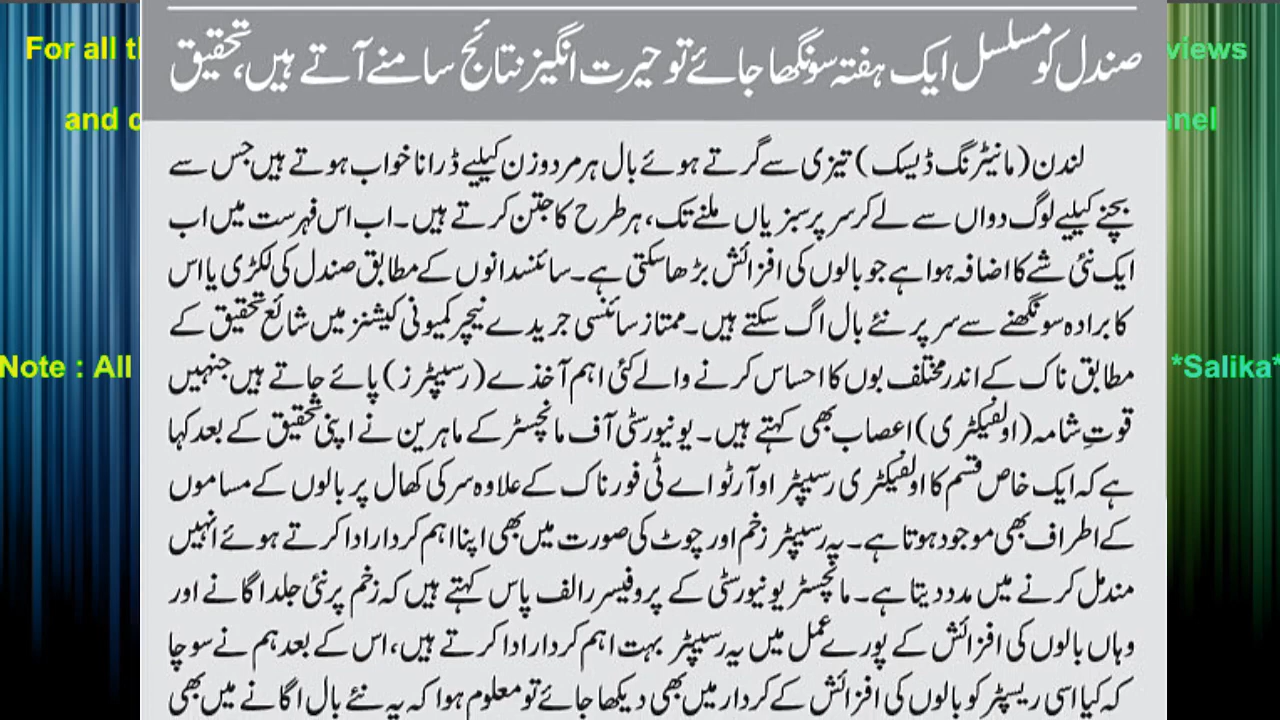 For all th
views
and c
anel
Note : All
*Salika*
صندل کو مسلسل ایک ہفتہ سونگھا جائے تو حیرت انگیز نتائج سامنے آتے ہیں، تحقیق
لندن (مانیٹرنگ ڈیسک) تیزی سے گرتے ہوئے بال ہر مرد و زن کیلیے ڈرانا خواب ہوتے ہیں جس سے
بچنے کیلیے لوگ دواں سے لے کر سر پر سبزیاں ملنے تک، ہر طرح کا جتن کرتے ہیں۔ اب اس فہرست میں اب
ایک نئی شے کا اضافہ ہوا ہے جو بالوں کی افزائش بڑھا سکتی ہے۔ سائنسدانوں کے مطابق صندل کی لکڑی یا اس
کا برادہ سونگھنے سے سر پر نئے بال اگ سکتے ہیں۔ ممتاز سائنسی جریدے نیچر کمیونی کیشنز میں شائع تحقیق کے
مطابق ناک کے اندر مختلف بوں کا احساس کرنے والے کئی اہم آخذے (رسیپٹرز) پائے جاتے ہیں جنہیں
قوتِ شامہ (اولفیکٹری) اعصاب بھی کہتے ہیں۔ یونیورسٹی آف مانچسٹر کے ماہرین نے اپنی تحقیق کے بعد کہا
ہے کہ ایک خاص قسم کا اولفیکٹری رسیپٹر او آر ٹو اے ٹی فور ناک کے علاوہ سر کی کھال پر بالوں کے مساموں
کے اطراف بھی موجود ہوتا ہے۔ یہ رسیپٹر زخم اور چوٹ کی صورت میں بھی اپنا اہم کردار ادا کرتے ہوئے انہیں
مندمل کرنے میں مدد دیتا ہے۔ مانچسٹر یونیورسٹی کے پروفیسر رالف پاس کہتے ہیں کہ زخم پر نئی جلد اگانے اور
وہاں بالوں کی افزائش کے پورے عمل میں یہ رسیپٹر بہت اہم کردار ادا کرتے ہیں، اس کے بعد ہم نے سوچا
کہ کیا اسی ریسپٹر کو بالوں کی افزائش کے کردار میں بھی دیکھا جائے تو معلوم ہوا کہ یہ نئے بال اگانے میں بھی